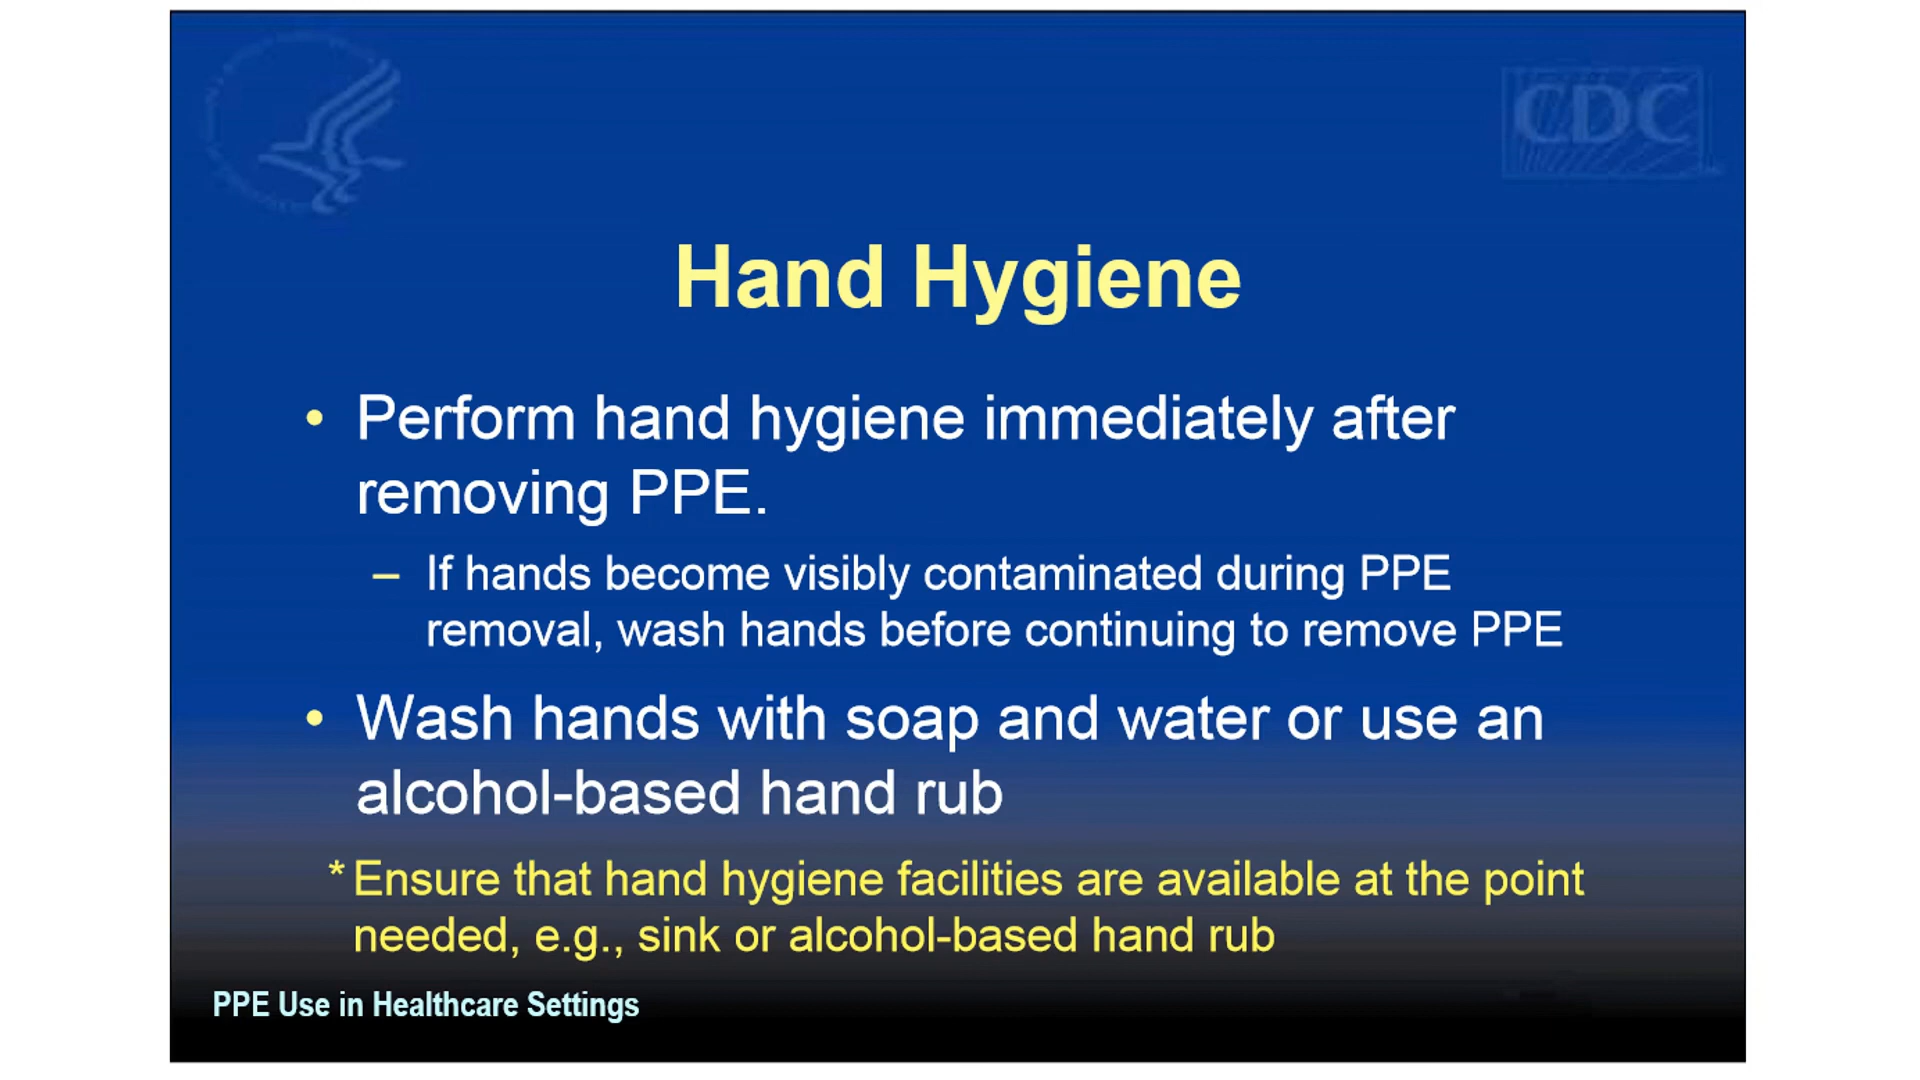 CDC
Hand Hygiene
• Perform hand hygiene immediately after
removing PPE.
– If hands become visibly contaminated during PPE
removal, wash hands before continuing to remove PPE
• Wash hands with soap and water or use an
alcohol-based hand rub
* Ensure that hand hygiene facilities are available at the point
needed, e.g., sink or alcohol-based hand rub
PPE Use in Healthcare Settings